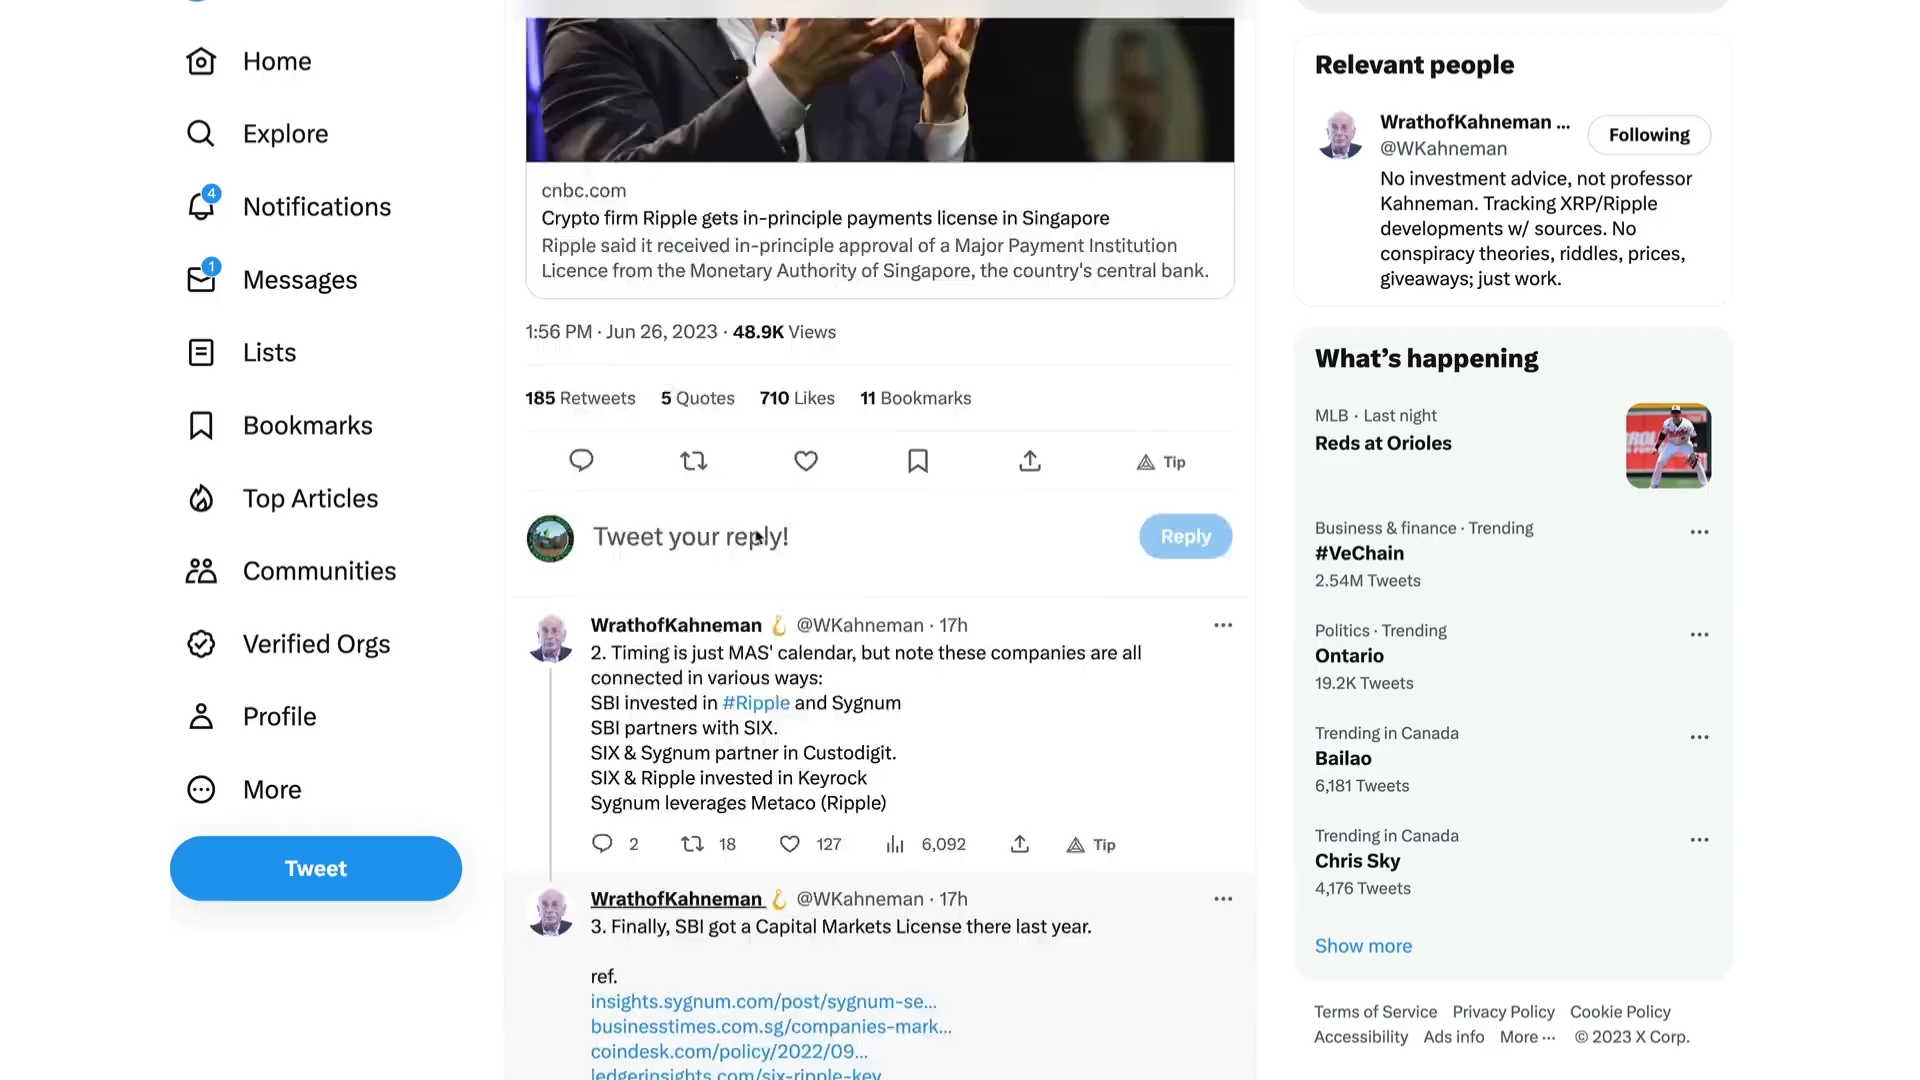 Home
Explore
4
Notifications
1
Messages
Lists
Bookmarks
Top Articles
Communities
Verified Orgs
Profile
More
Tweet
cnbc.com
Crypto firm Ripple gets in-principle payments license in Singapore
Ripple said it received in-principle approval of a Major Payment Institution
Licence from the Monetary Authority of Singapore, the country's central bank.
1:56 PM · Jun 26, 2023 · 48.9K Views
185 Retweets 5 Quotes 710 Likes 11 Bookmarks
Tip
Tweet your reply!
Reply
WrathofKahneman @WKahneman · 17h
2. Timing is just MAS' calendar, but note these companies are all
connected in various ways:
SBI invested in #Ripple and Sygnum
SBI partners with SIX.
SIX & Sygnum partner in Custodigit.
SIX & Ripple invested in Keyrock
Sygnum leverages Metaco (Ripple)
2 18 127 6,092 Tip
WrathofKahneman @WKahneman · 17h
3. Finally, SBI got a Capital Markets License there last year.
ref.
insights.sygnum.com/post/sygnum-se...
businesstimes.com.sg/companies-mark...
coindesk.com/policy/2022/09...
ledgerinsights.com/six-ripple-key
Relevant people
WrathofKahneman ...
Following
@WKahneman
No investment advice, not professor
Kahneman. Tracking XRP/Ripple
developments w/ sources. No
conspiracy theories, riddles, prices,
giveaways; just work.
What's happening
MLB · Last night
Reds at Orioles
Business & finance · Trending
#VeChain
2.54M Tweets
Politics · Trending
Ontario
19.2K Tweets
Trending in Canada
Bailao
6,181 Tweets
Trending in Canada
Chris Sky
4,176 Tweets
Show more
Terms of Service Privacy Policy Cookie Policy
Accessibility Ads info More ··· © 2023 X Corp.